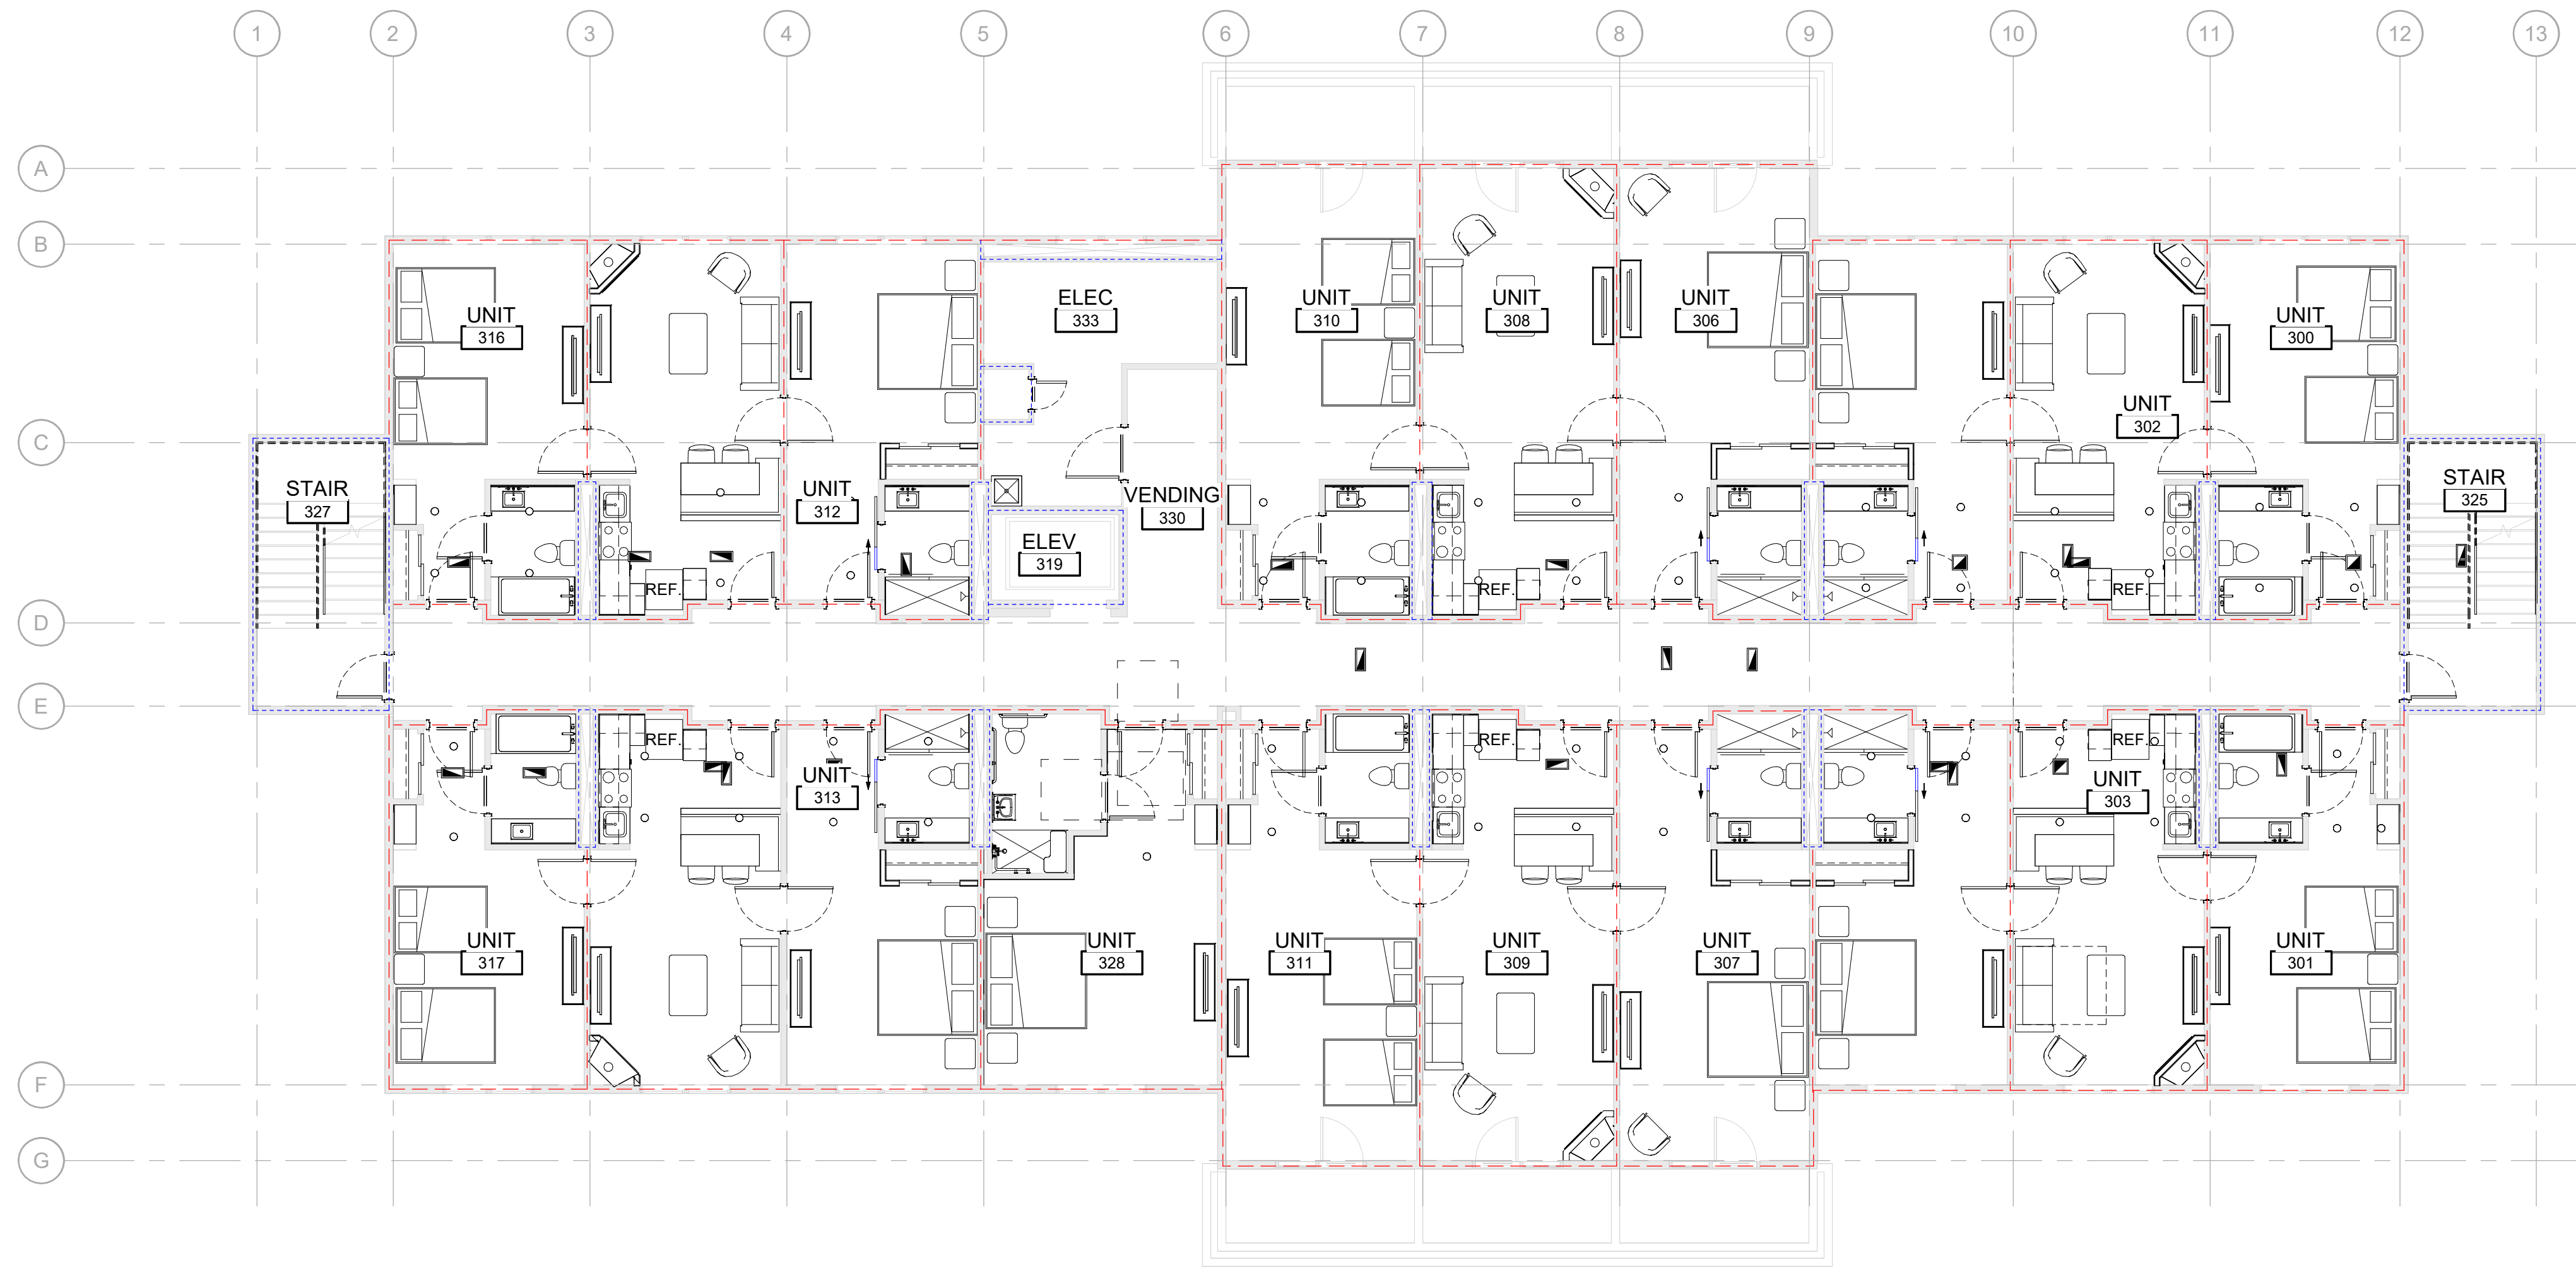 1 2 3 4 5 6 7 8 9 10 11 12 13
A
B
UNIT
316
ELEC
333
UNIT
310
UNIT
308
UNIT
306
UNIT
300
UNIT
302
C
STAIR
327
UNIT
312
VENDING
330
ELEV
319
STAIR
325
REF.
REF.
REF.
D
E
REF.
REF.
REF.
UNIT
313
UNIT
303
UNIT
317
UNIT
328
UNIT
311
UNIT
309
UNIT
307
UNIT
301
F
G